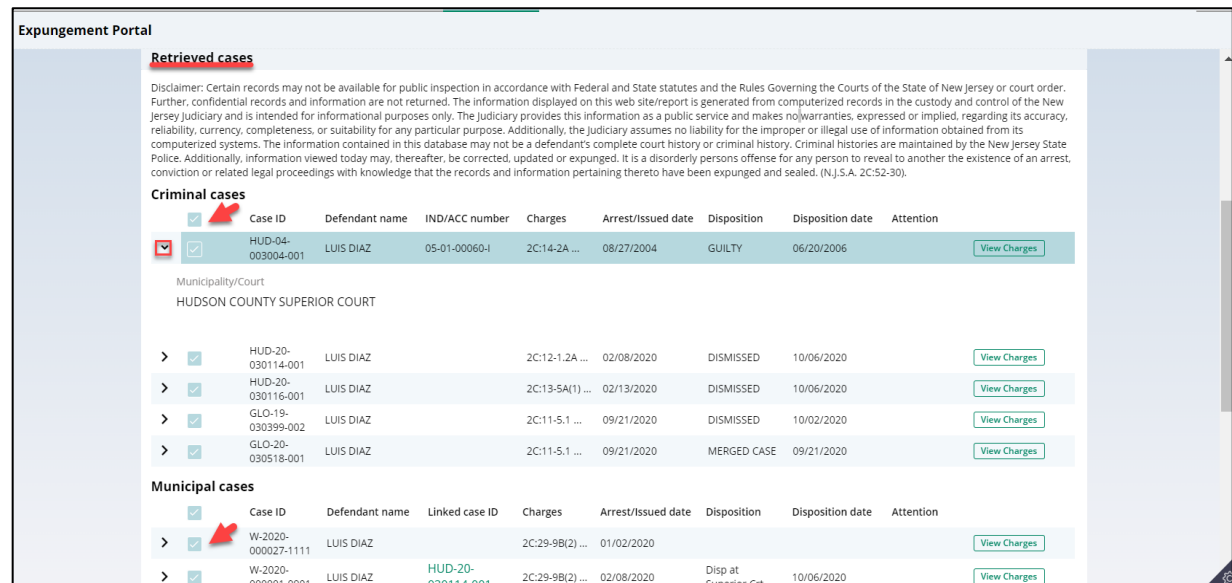 Expungement Portal
Retrieved cases
Disclaimer: Certain records may not be available for public inspection in accordance with Federal and State statutes and the Rules Governing the Courts of the State of New Jersey or court order.
Further, confidential records and information are not returned. The information displayed on this web site/report is generated from computerized records in the custody and control of the New
Jersey Judiciary and is intended for informational purposes only. The Judiciary provides this information as a public service and makes no warranties, expressed or implied, regarding its accuracy,
reliability, currency, completeness, or suitability for any particular purpose. Additionally, the Judiciary assumes no liability for the improper or illegal use of information obtained from its
computerized systems. The information contained in this database may not be a defendant's complete court history or criminal history. Criminal histories are maintained by the New Jersey State
Police. Additionally, information viewed today may, thereafter, be corrected, updated or expunged. It is a disorderly persons offense for any person to reveal to another the existence of an arrest,
conviction or related legal proceedings with knowledge that the records and information pertaining thereto have been expunged and sealed. (N.J.S.A. 2C:52-30).
Criminal cases
Case ID Defendant name IND/ACC number Charges Arrest/Issued date Disposition Disposition date Attention
HUD-04-
003004-001 LUIS DIAZ 05-01-00060-I 2C:14-2A ... 08/27/2004 GUILTY 06/20/2006 View Charges
Municipality/Court
HUDSON COUNTY SUPERIOR COURT
HUD-20-
030114-001 LUIS DIAZ 2C:12-1.2A ... 02/08/2020 DISMISSED 10/06/2020 View Charges
HUD-20-
030116-001 LUIS DIAZ 2C:13-5A(1) ... 02/13/2020 DISMISSED 10/06/2020 View Charges
GLO-19-
030399-002 LUIS DIAZ 2C:11-5.1 ... 09/21/2020 DISMISSED 10/02/2020 View Charges
GLO-20-
030518-001 LUIS DIAZ 2C:11-5.1 ... 09/21/2020 MERGED CASE 09/21/2020 View Charges
Municipal cases
Case ID Defendant name Linked case ID Charges Arrest/Issued date Disposition Disposition date Attention
W-2020-
000027-1111 LUIS DIAZ 2C:29-9B(2) ... 01/02/2020 View Charges
W-2020- HUD-20- Disp at
LUIS DIAZ 2C:29-9B(2) ... 02/08/2020 10/06/2020 View Charges